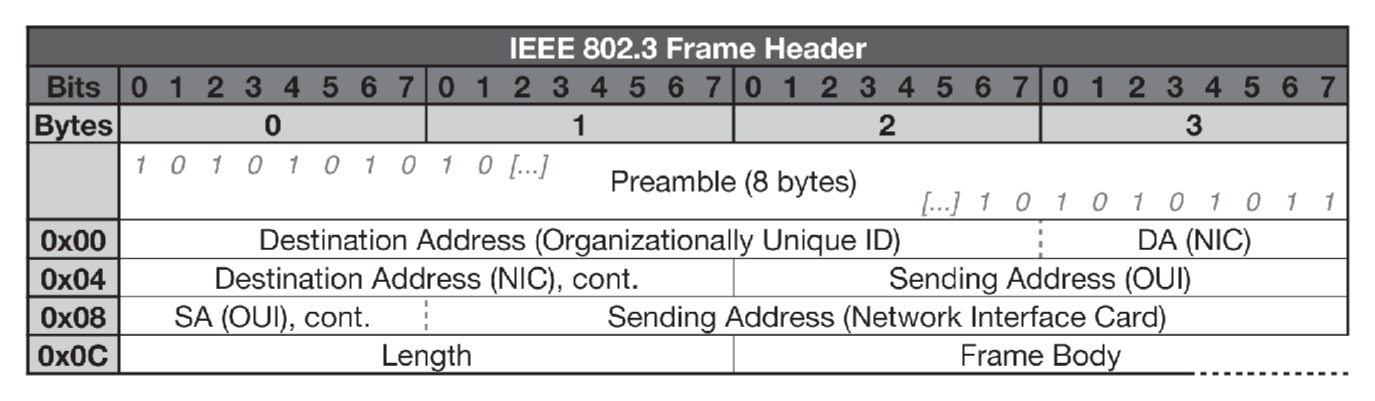 IEEE 802.3 Frame Header
Bits 0 1 2 3 4 5 6 7 0 1 2 3 4 5 6 7 0 1 2 3 4 5 6 7 0 1 2 3 4 5 6 7
Bytes 0 1 2 3
1 0 1 0 1 0 1 0 1 0 [...]
Preamble (8 bytes)
[...] 1 0 1 0 1 0 1 0 1 1
0x00 Destination Address (Organizationally Unique ID) DA (NIC)
0x04 Destination Address (NIC), cont. Sending Address (OUI)
0x08 SA (OUI), cont. Sending Address (Network Interface Card)
0x0C Length Frame Body